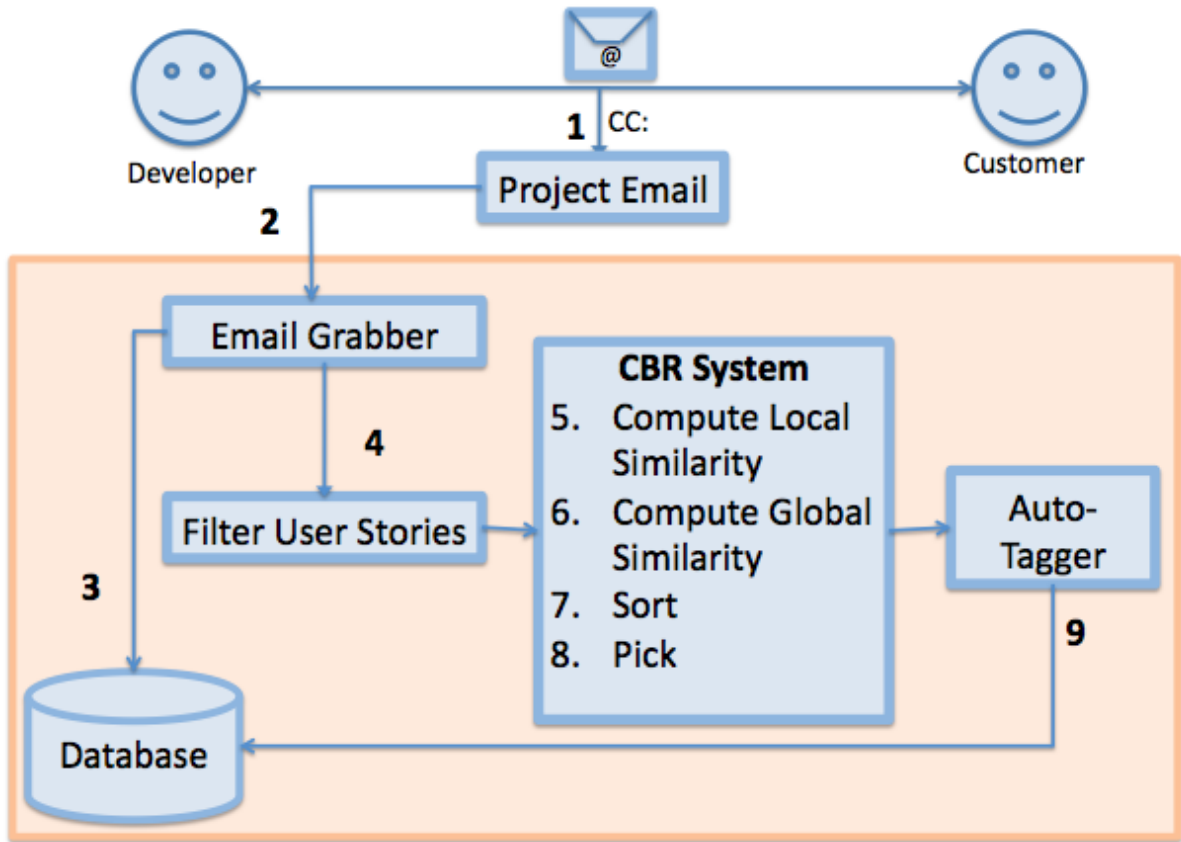 @
1 CC:
Developer
Customer
Project Email
2
Email Grabber
CBR System
5. Compute Local
Similarity
6. Compute Global
Similarity
7. Sort
8. Pick
4
Filter User Stories
Auto-
Tagger
3
9
Database